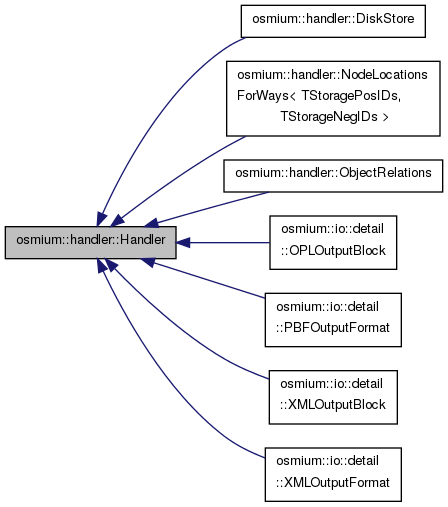 osmium::handler::DiskStore
osmium::handler::NodeLocations
ForWays< TStoragePosIDs,
TStorageNegIDs >
osmium::handler::ObjectRelations
osmium::handler::Handler
osmium::io::detail
::OPLOutputBlock
osmium::io::detail
::PBFOutputFormat
osmium::io::detail
::XMLOutputBlock
osmium::io::detail
::XMLOutputFormat